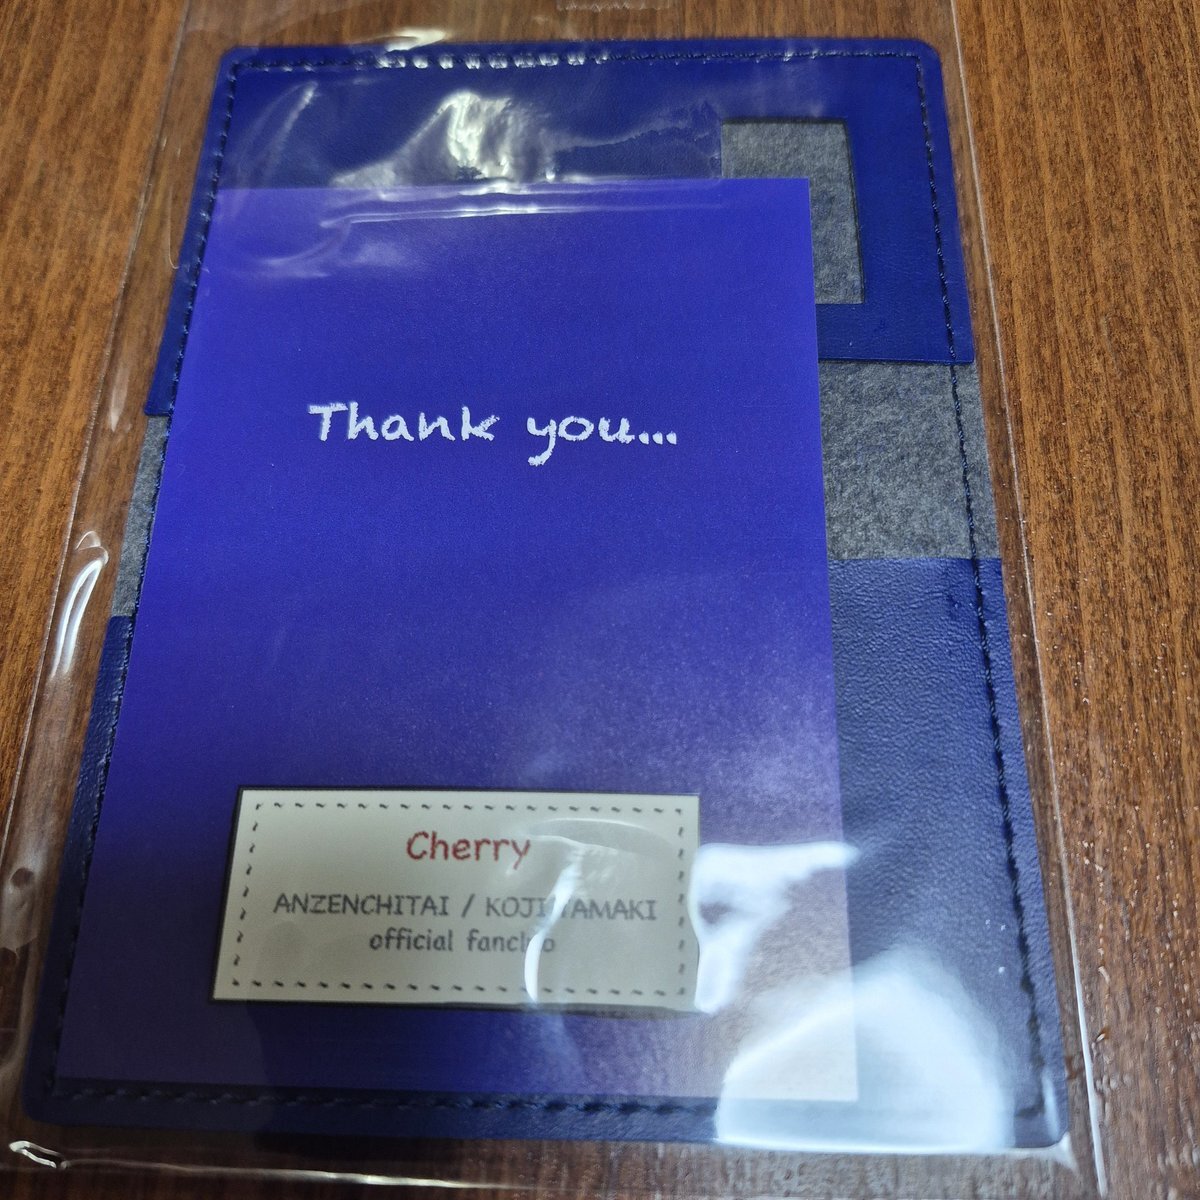 Thank you...
Cherry
ANZENCHITAI / KOJI TAMAKI
official fanclub